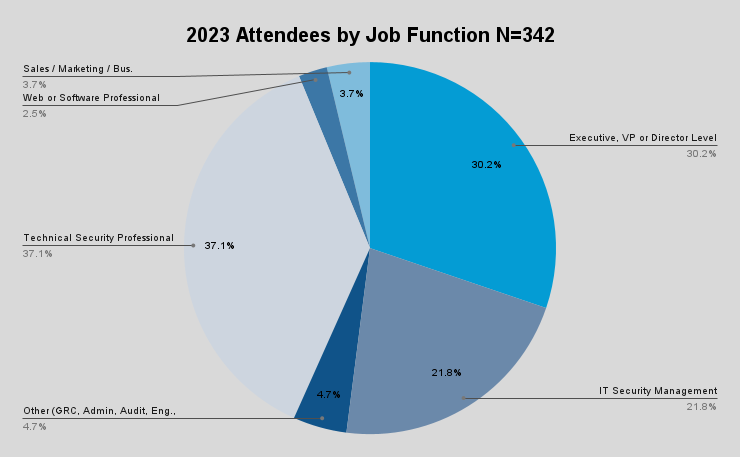 2023 Attendees by Job Function N=342
Sales / Marketing / Bus.
3.7%
Web or Software Professional
2.5%
3.7%
Executive, VP or Director Level
30.2%
30.2%
Technical Security Professional
37.1%
37.1%
21.8%
IT Security Management
21.8%
4.7%
Other (GRC, Admin, Audit, Eng.,
4.7%